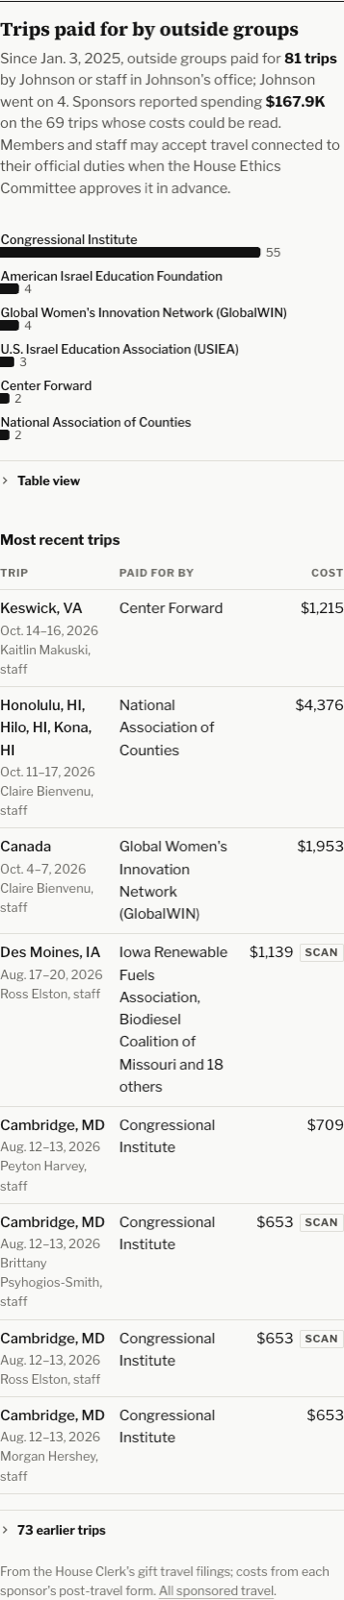 Trips paid for by outside groups
Since Jan. 3, 2025, outside groups paid for 81 trips
by Johnson or staff in Johnson's office; Johnson
went on 4. Sponsors reported spending $167.9K
on the 69 trips whose costs could be read.
Members and staff may accept travel connected to
their official duties when the House Ethics
Committee approves it in advance.
Congressional Institute
55
American Israel Education Foundation
4
Global Women's Innovation Network (GlobalWIN)
4
U.S. Israel Education Association (USIEA)
3
Center Forward
2
National Association of Counties
2
Table view
Most recent trips
TRIP PAID FOR BY COST
Keswick, VA Center Forward $1,215
Oct. 14–16, 2026
Kaitlin Makuski,
staff
Honolulu, HI, National $4,376
Hilo, HI, Kona, Association of
HI Counties
Oct. 11–17, 2026
Claire Bienvenu,
staff
Canada Global Women's $1,953
Oct. 4–7, 2026 Innovation
Claire Bienvenu, Network
staff (GlobalWIN)
Des Moines, IA Iowa Renewable $1,139 SCAN
Aug. 17–20, 2026 Fuels
Ross Elston, staff Association,
Biodiesel
Coalition of
Missouri and 18
others
Cambridge, MD Congressional $709
Aug. 12–13, 2026 Institute
Peyton Harvey,
staff
Cambridge, MD Congressional $653 SCAN
Aug. 12–13, 2026 Institute
Brittany
Psyhogios-Smith,
staff
Cambridge, MD Congressional $653 SCAN
Aug. 12–13, 2026 Institute
Ross Elston, staff
Cambridge, MD Congressional $653
Aug. 12–13, 2026 Institute
Morgan Hershey,
staff
73 earlier trips
From the House Clerk's gift travel filings; costs from each
sponsor's post-travel form. All sponsored travel.